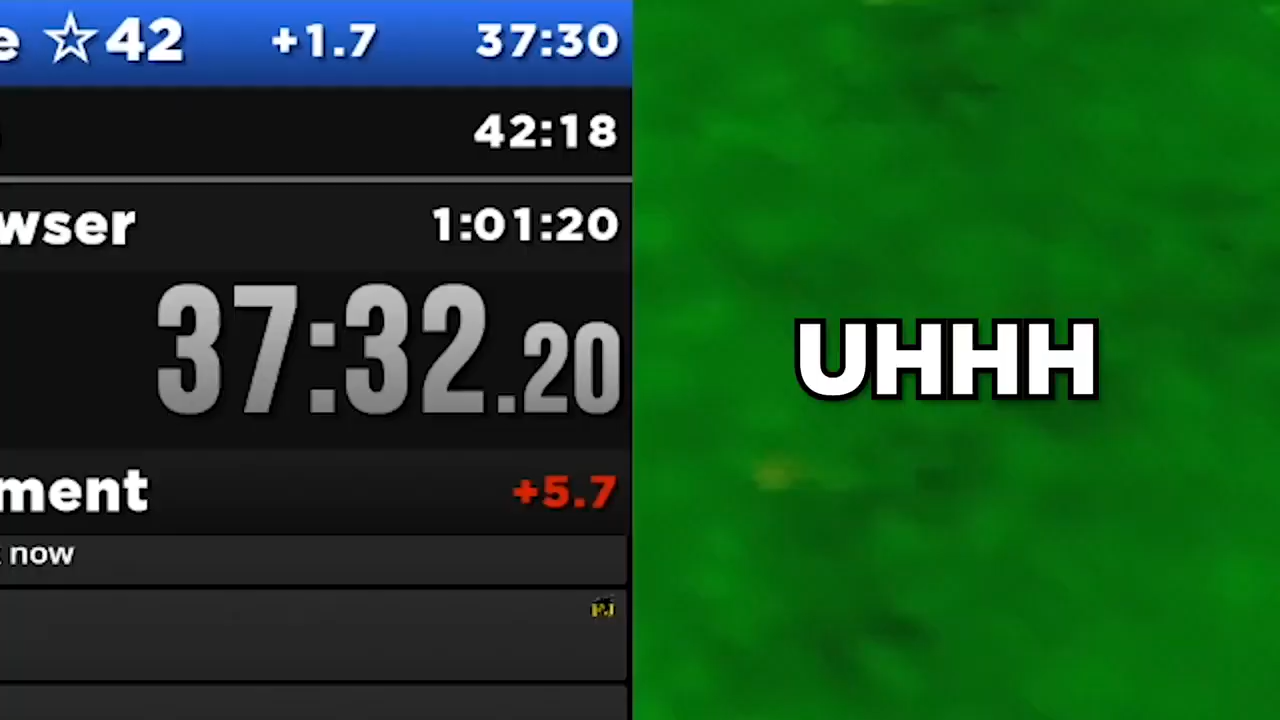 e ☆42 +1.7 37:30
42:18
wser 1:01:20
37:32.20
ment +5.7
now
UHHH